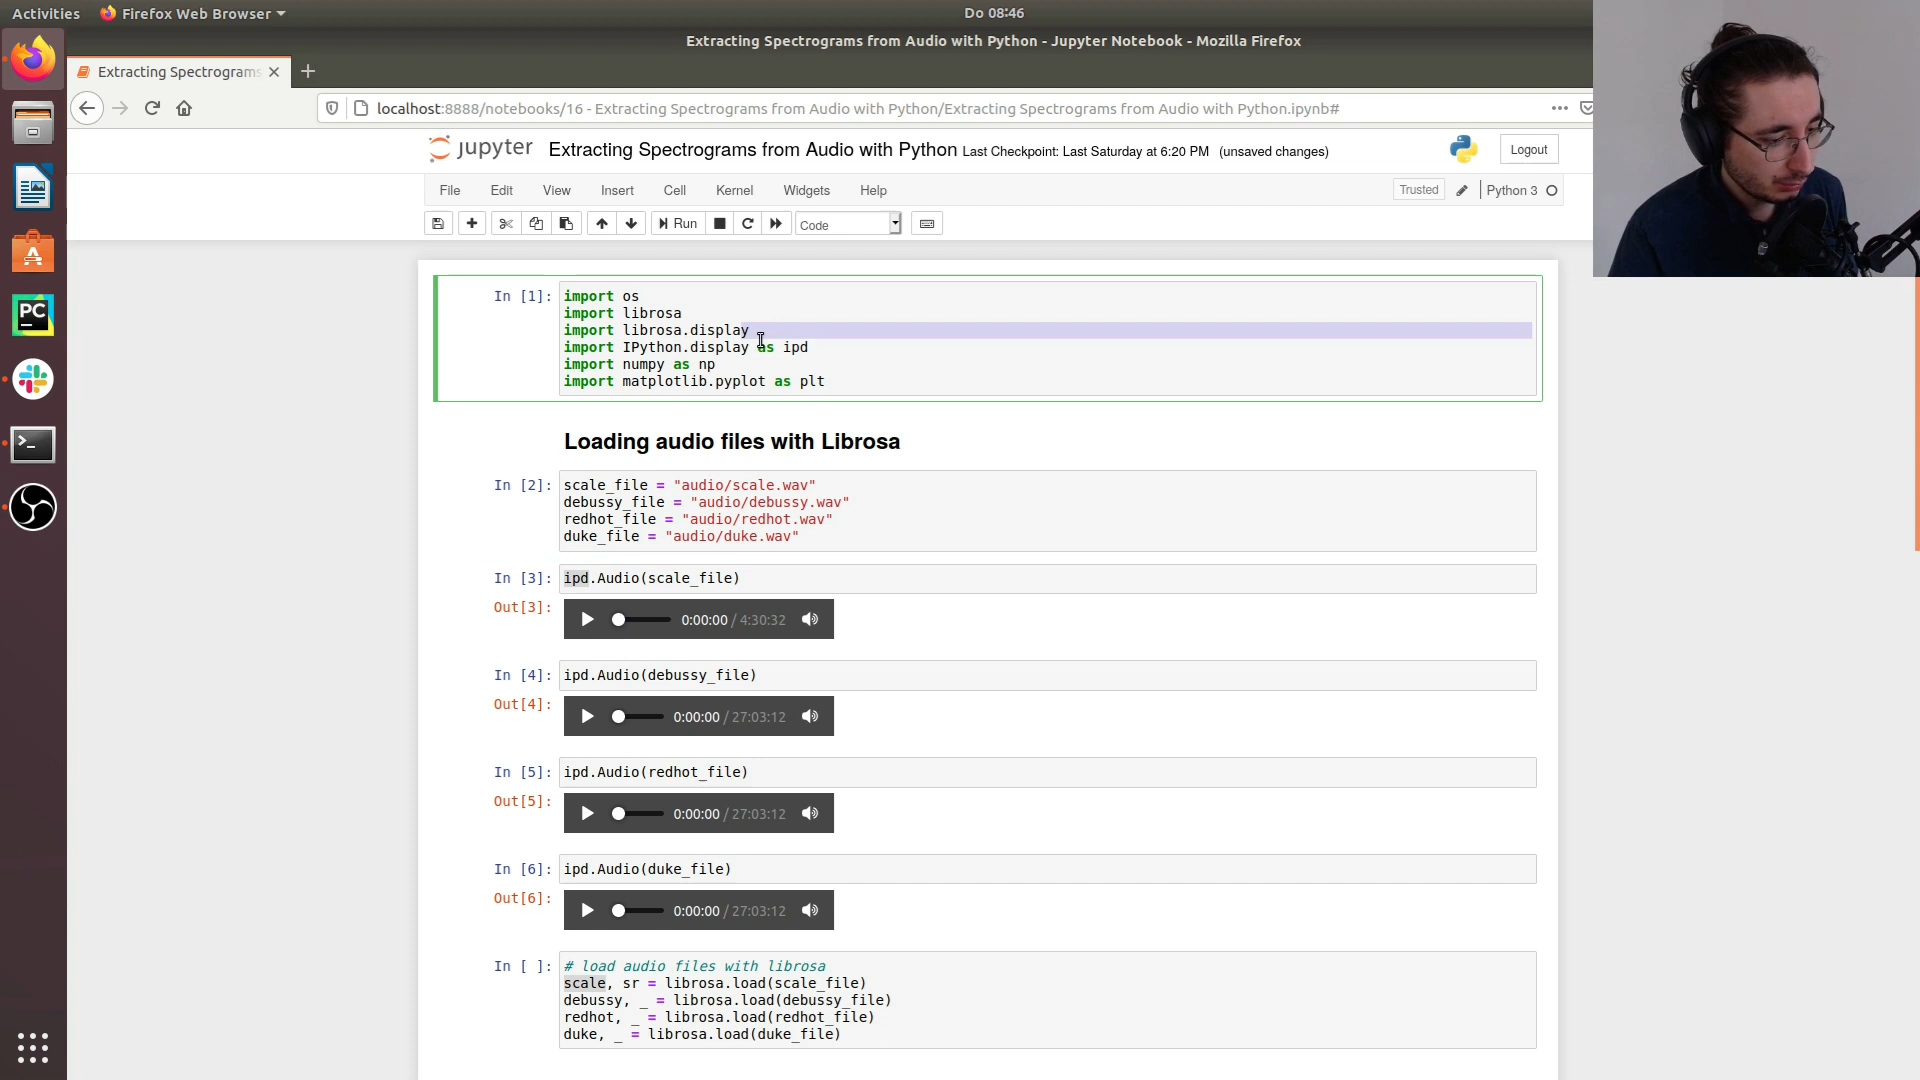 Activities
Firefox Web Browser
Do 08:46
Extracting Spectrograms from Audio with Python - Jupyter Notebook - Mozilla Firefox
Extracting Spectrograms
localhost:8888/notebooks/16 - Extracting Spectrograms from Audio with Python/Extracting Spectrograms from Audio with Python.ipynb#
jupyter Extracting Spectrograms from Audio with Python Last Checkpoint: Last Saturday at 6:20 PM (unsaved changes)
Logout
File Edit View Insert Cell Kernel Widgets Help
Trusted
Python 3
Run
Code
In [1]: import os
import librosa
import librosa.display
import IPython.display as ipd
import numpy as np
import matplotlib.pyplot as plt
Loading audio files with Librosa
In [2]: scale_file = "audio/scale.wav"
debussy_file = "audio/debussy.wav"
redhot_file = "audio/redhot.wav"
duke_file = "audio/duke.wav"
In [3]: ipd.Audio(scale_file)
Out[3]: 0:00:00 / 4:30:32
In [4]: ipd.Audio(debussy_file)
Out[4]: 0:00:00 / 27:03:12
In [5]: ipd.Audio(redhot_file)
Out[5]: 0:00:00 / 27:03:12
In [6]: ipd.Audio(duke_file)
Out[6]: 0:00:00 / 27:03:12
In [ ]: # load audio files with librosa
scale, sr = librosa.load(scale_file)
debussy, _ = librosa.load(debussy_file)
redhot, _ = librosa.load(redhot_file)
duke, _ = librosa.load(duke_file)
PC